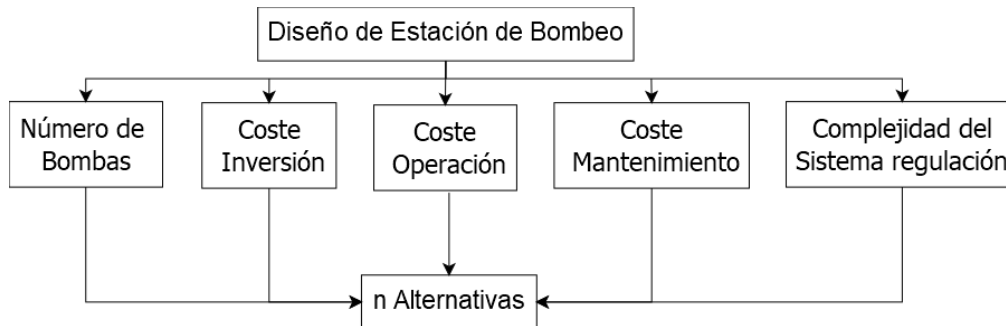 Diseño de Estación de Bombeo
Número de
Bombas
Coste
Inversión
Coste
Operación
Coste
Mantenimiento
Complejidad del
Sistema regulación
n Alternativas